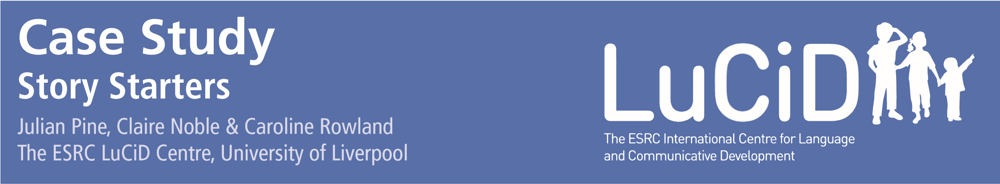 Case Study
Story Starters
Julian Pine, Claire Noble & Caroline Rowland
The ESRC LuCiD Centre, University of Liverpool
LuCiD
The ESRC International Centre for Language
and Communicative Development